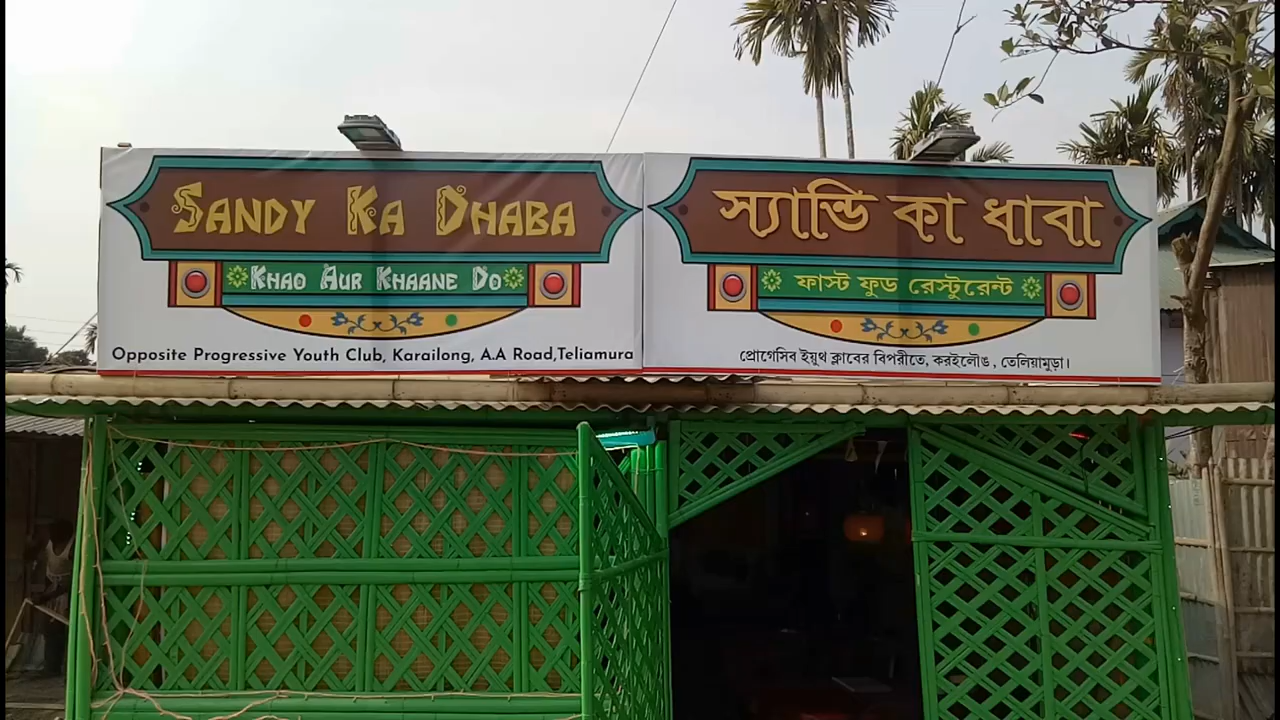 SANDY KA DHABA
KHAO AUR KHAANE DO
Opposite Progressive Youth Club, Karailong, A.A Road,Teliamura
স্যান্ডি কা ধাবা
ফাস্ট ফুড রেস্টুরেন্ট
প্রোগেসিব ইয়ুথ ক্লাবের বিপরীতে, করইলৌঙ, তেলিয়ামুড়া।